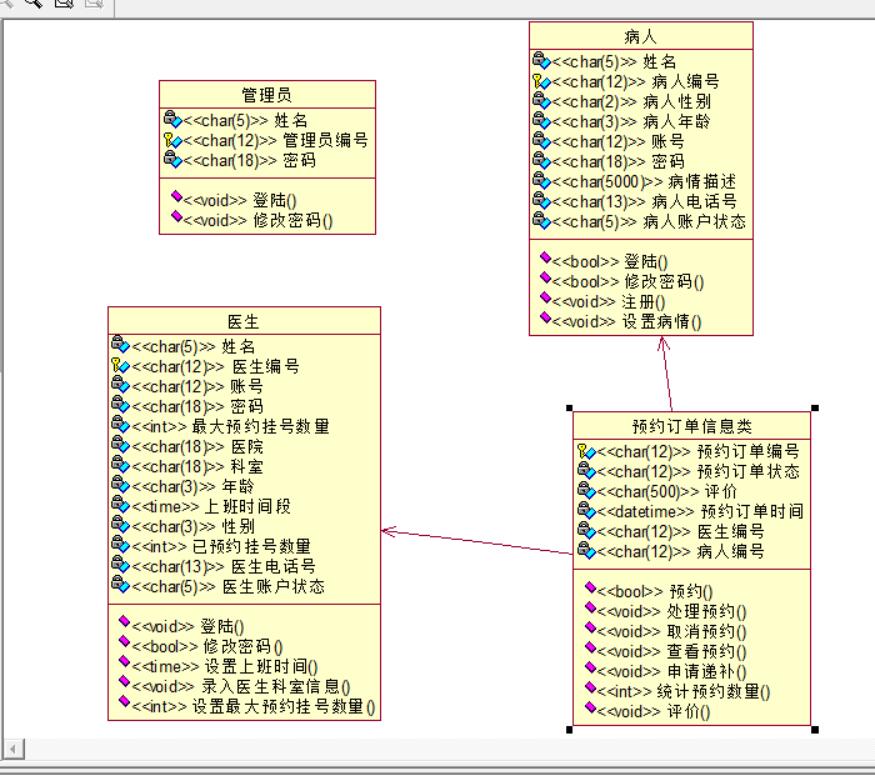 管理员
<<char(5)>> 姓名
<<char(12)>> 管理员编号
<<char(18)>> 密码
<<void>> 登陆()
<<void>> 修改密码()
病人
<<char(5)>> 姓名
<<char(12)>> 病人编号
<<char(2)>> 病人性别
<<char(3)>> 病人年龄
<<char(12)>> 账号
<<char(18)>> 密码
<<char(5000)>> 病情描述
<<char(13)>> 病人电话号
<<char(5)>> 病人账户状态
<<bool>> 登陆()
<<bool>> 修改密码()
<<void>> 注册()
<<void>> 设置病情()
医生
<<char(5)>> 姓名
<<char(12)>> 医生编号
<<char(12)>> 账号
<<char(18)>> 密码
<<int>> 最大预约挂号数量
<<char(18)>> 医院
<<char(18)>> 科室
<<char(3)>> 年龄
<<time>> 上班时间段
<<char(3)>> 性别
<<int>> 已预约挂号数量
<<char(13)>> 医生电话号
<<char(5)>> 医生账户状态
<<void>> 登陆()
<<bool>> 修改密码()
<<time>> 设置上班时间()
<<void>> 录入医生科室信息()
<<int>> 设置最大预约挂号数量()
预约订单信息类
<<char(12)>> 预约订单编号
<<char(12)>> 预约订单状态
<<char(500)>> 评价
<<datetime>> 预约订单时间
<<char(12)>> 医生编号
<<char(12)>> 病人编号
<<bool>> 预约()
<<void>> 处理预约()
<<void>> 取消预约()
<<void>> 查看预约()
<<void>> 申请递补()
<<int>> 统计预约数量()
<<void>> 评价()